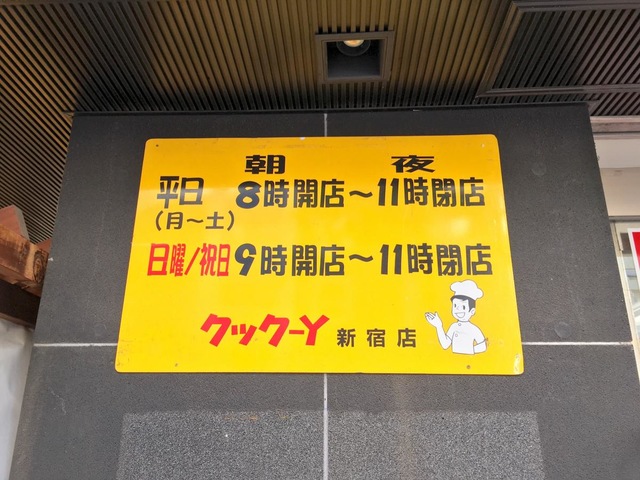 朝 夜
平日 8時開店～11時閉店
(月～土)
日曜/祝日 9時開店～11時閉店
クックーY 新宿店